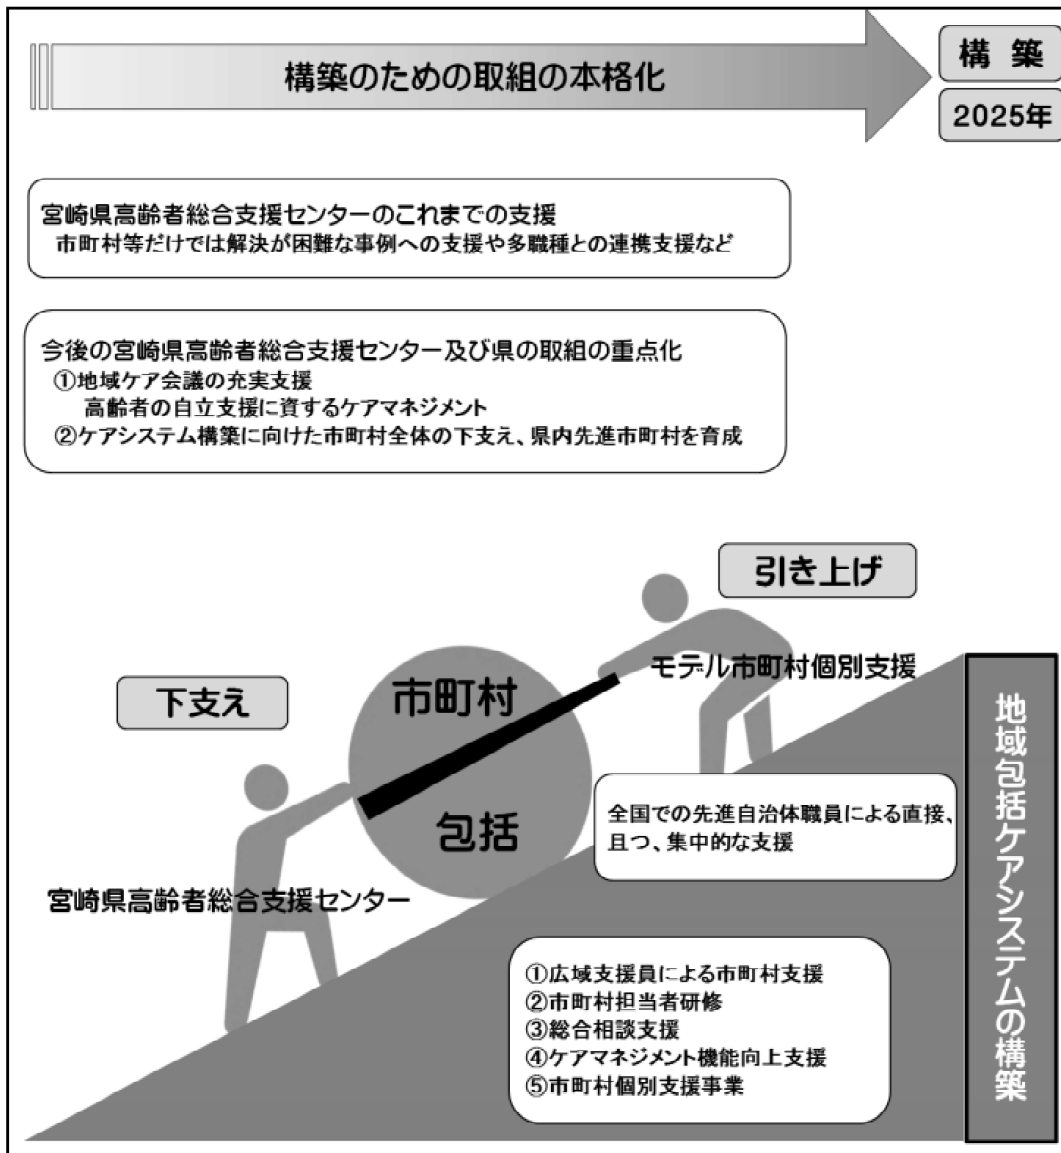 構築のための取組の本格化
構築
2025年
宮崎県高齢者総合支援センターのこれまでの支援
市町村等だけでは解決が困難な事例への支援や多職種との連携支援など
今後の宮崎県高齢者総合支援センター及び県の取組の重点化
①地域ケア会議の充実支援
高齢者の自立支援に資するケアマネジメント
②ケアシステム構築に向けた市町村全体の下支え、県内先進市町村を育成
引き上げ
モデル市町村個別支援
下支え
市町村
包括
宮崎県高齢者総合支援センター
全国での先進自治体職員による直接、
且つ、集中的な支援
①広域支援員による市町村支援
②市町村担当者研修
③総合相談支援
④ケアマネジメント機能向上支援
⑤市町村個別支援事業
地域包括ケアシステムの構築